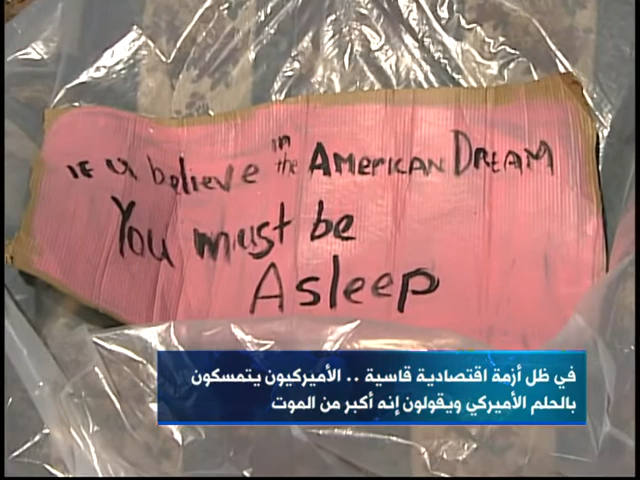 IF U believe in the AMERICAN DREAM
You must be
Asleep
في ظل أزمة اقتصادية قاسية .. الأميركيون يتمسكون
بالحلم الأميركي ويقولون إنه أكبر من الموت